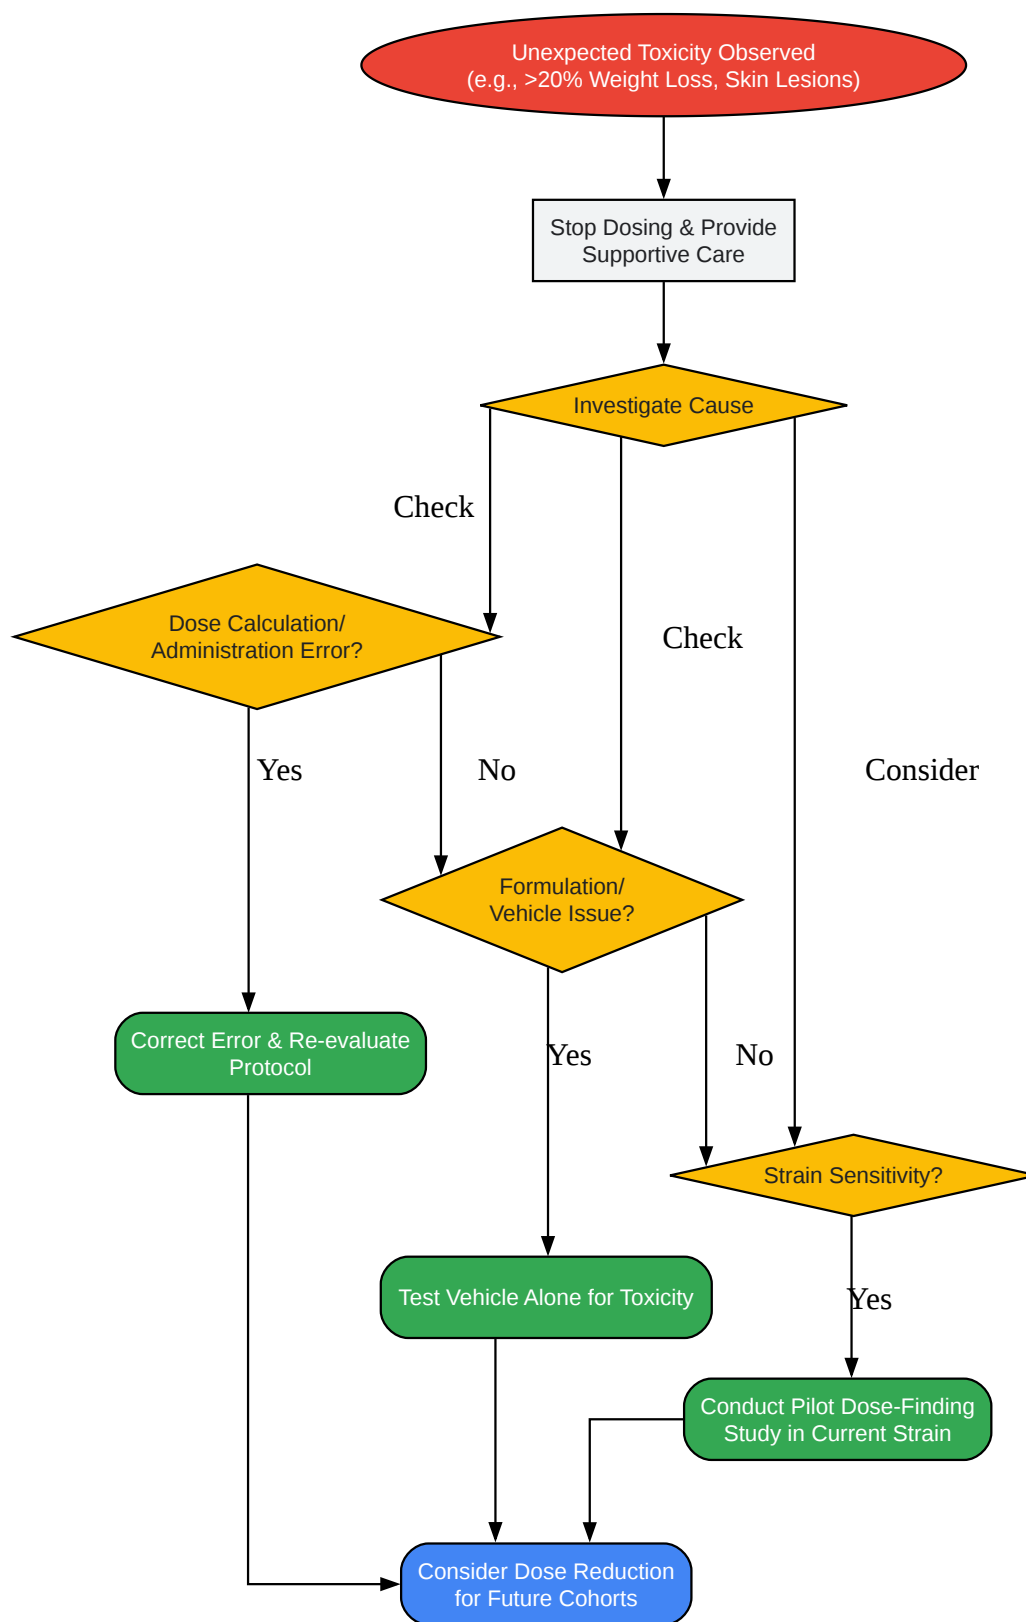 Unexpected Toxicity Observed
(e.g., >20% Weight Loss, Skin Lesions)
Stop Dosing & Provide
Supportive Care
Investigate Cause
Check
Dose Calculation/
Administration Error?
Check
Yes
No
Consider
Formulation/
Vehicle Issue?
Correct Error & Re-evaluate
Protocol
Yes
No
Strain Sensitivity?
Test Vehicle Alone for Toxicity
Yes
Conduct Pilot Dose-Finding
Study in Current Strain
Consider Dose Reduction
for Future Cohorts